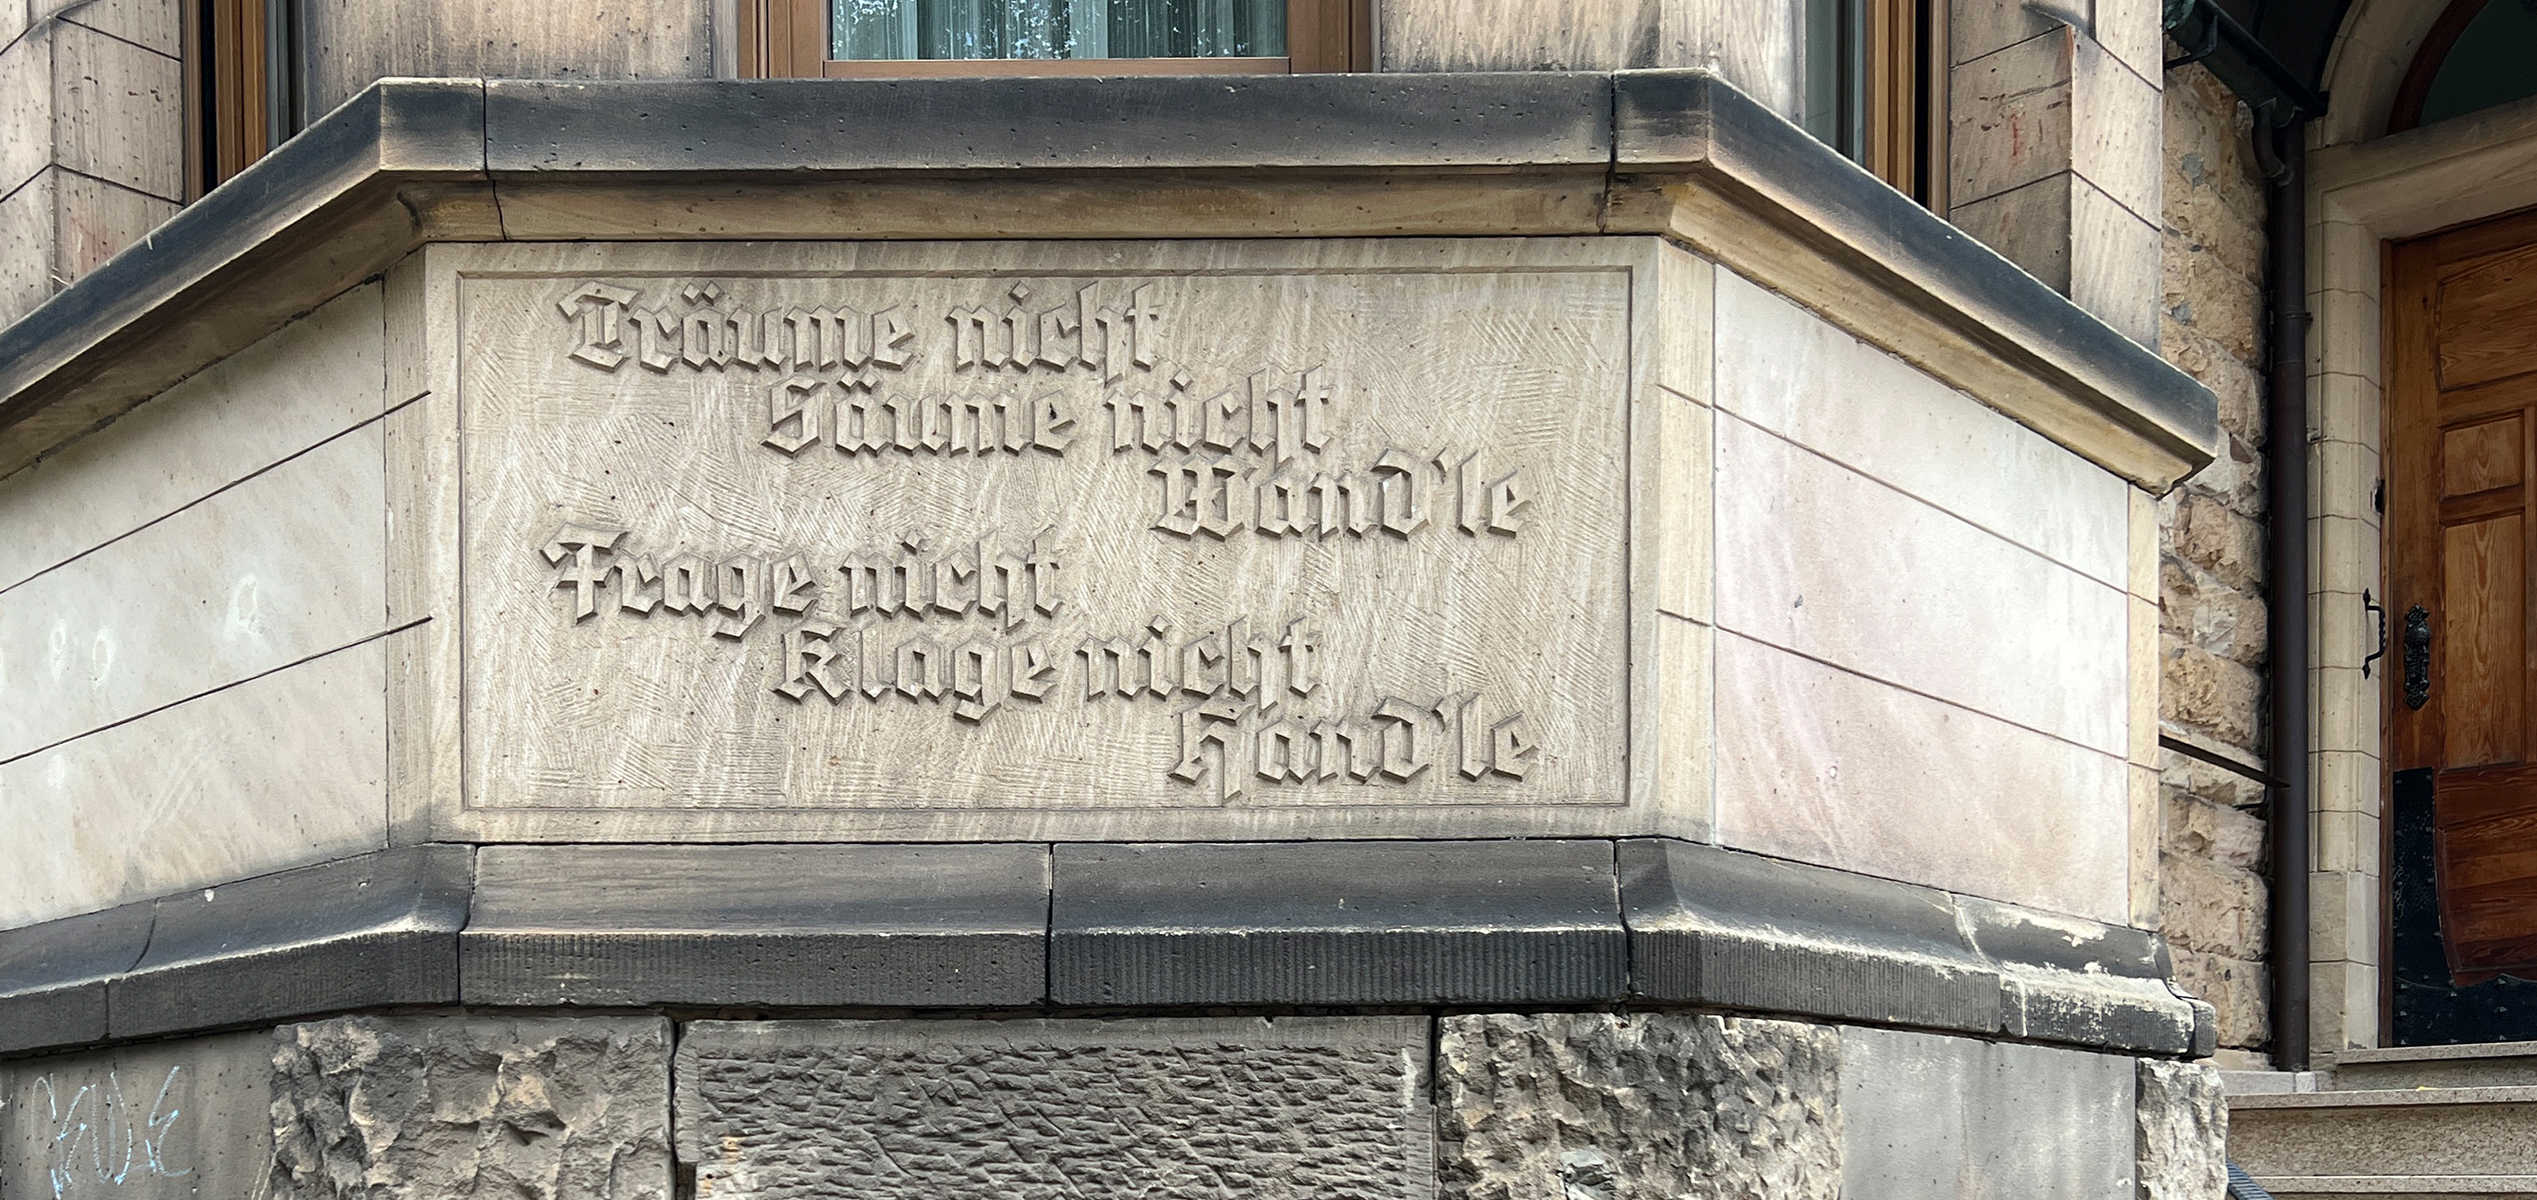 Träume nicht
Säume nicht
Wand'le
Frage nicht
Klage nicht
Hand'le